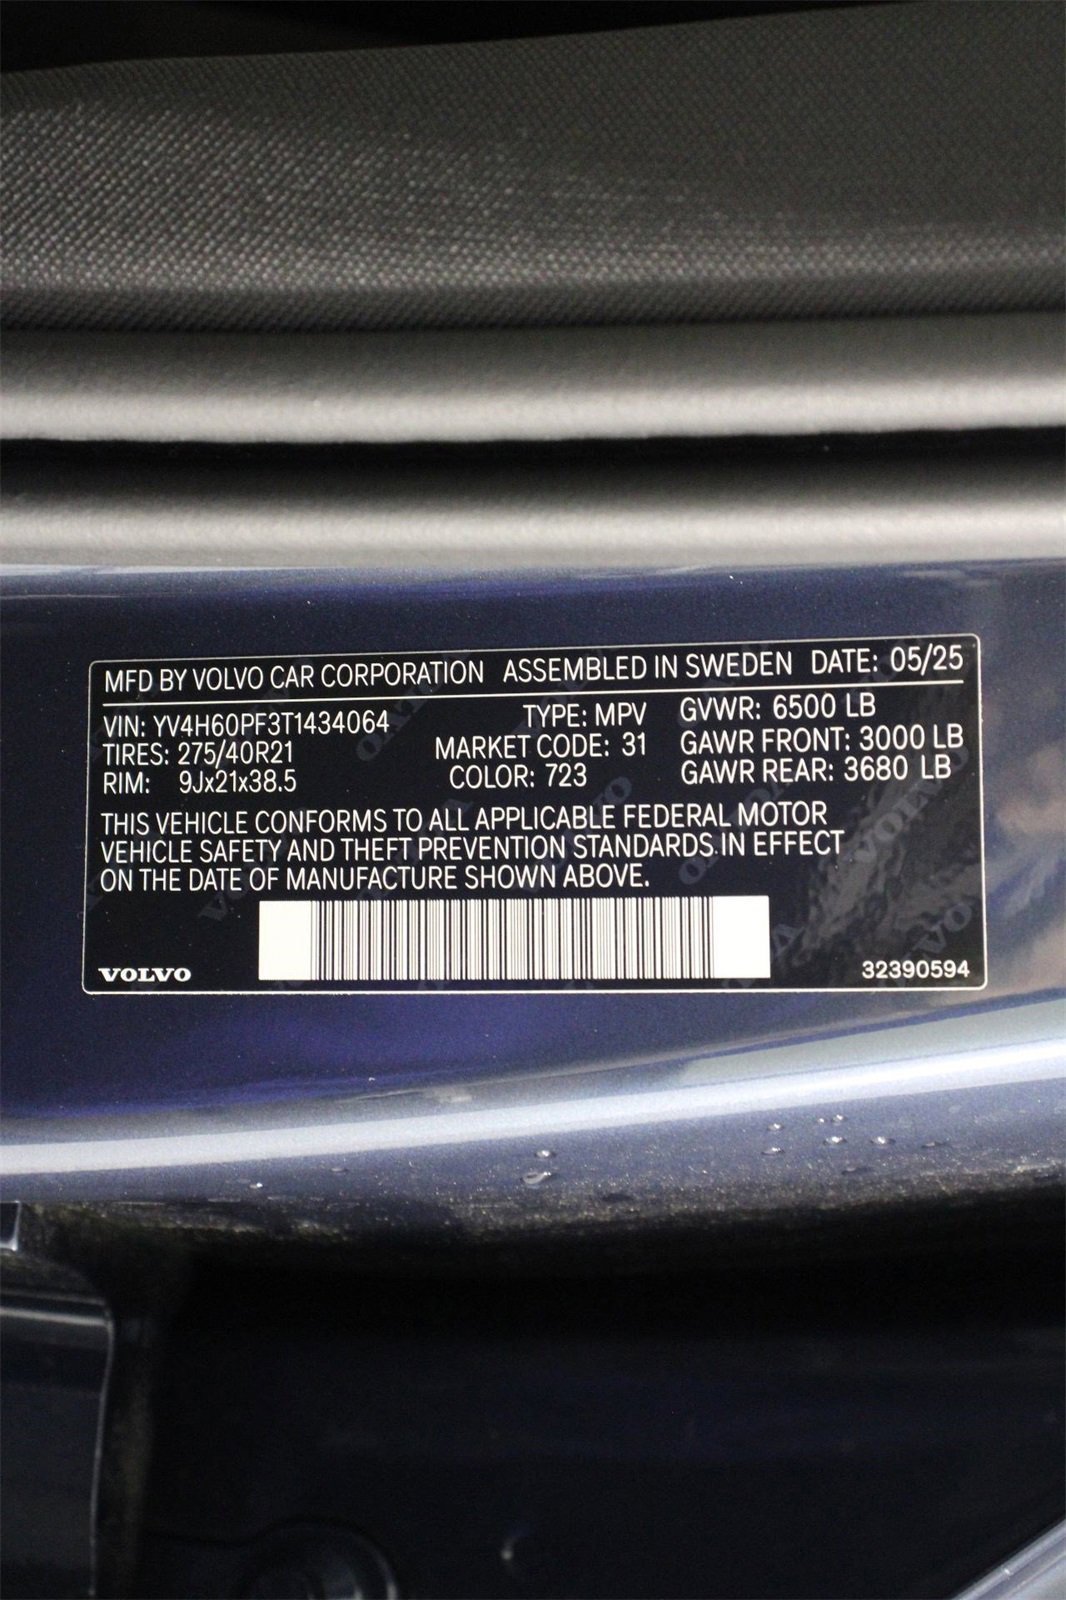 MFD BY VOLVO CAR CORPORATION ASSEMBLED IN SWEDEN DATE: 05/25
VIN: YV4H60PF3T1434064 TYPE: MPV GVWR: 6500 LB
TIRES: 275/40R21 MARKET CODE: 31 GAWR FRONT: 3000 LB
RIM: 9Jx21x38.5 COLOR: 723 GAWR REAR: 3680 LB
THIS VEHICLE CONFORMS TO ALL APPLICABLE FEDERAL MOTOR
VEHICLE SAFETY AND THEFT PREVENTION STANDARDS IN EFFECT
ON THE DATE OF MANUFACTURE SHOWN ABOVE.
VOLVO 32390594